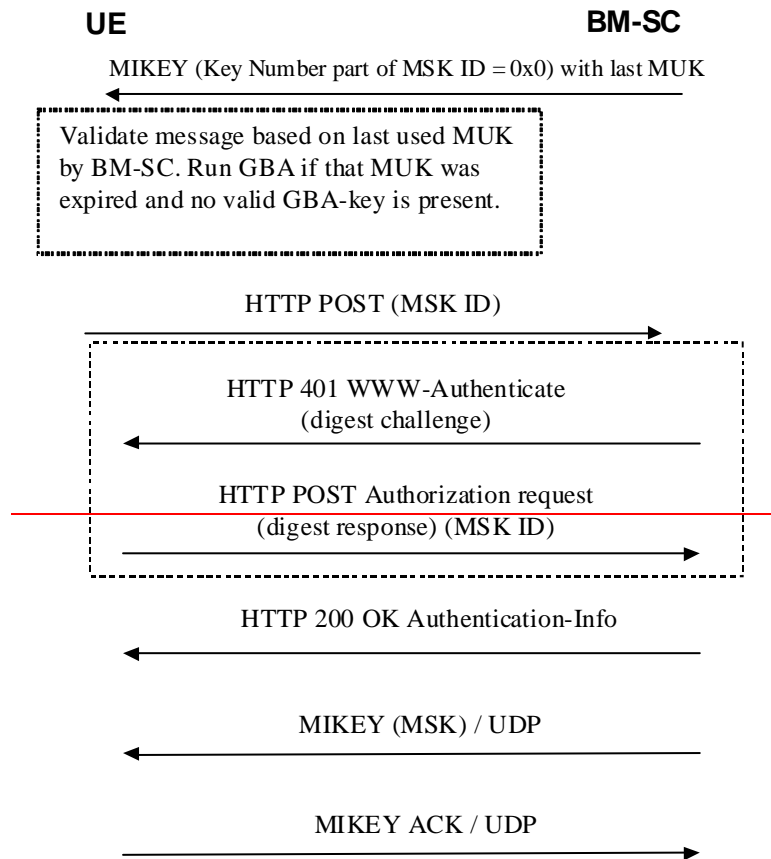 UE BM-SC
MIKEY (Key Number part of MSK ID = 0x0) with last MUK
Validate message based on last used MUK
by BM-SC. Run GBA if that MUK was
expired and no valid GBA-key is present.
HTTP POST (MSK ID)
HTTP 401 WWW-Authenticate
(digest challenge)
HTTP POST Authorization request
(digest response) (MSK ID)
HTTP 200 OK Authentication-Info
MIKEY (MSK) / UDP
MIKEY ACK / UDP